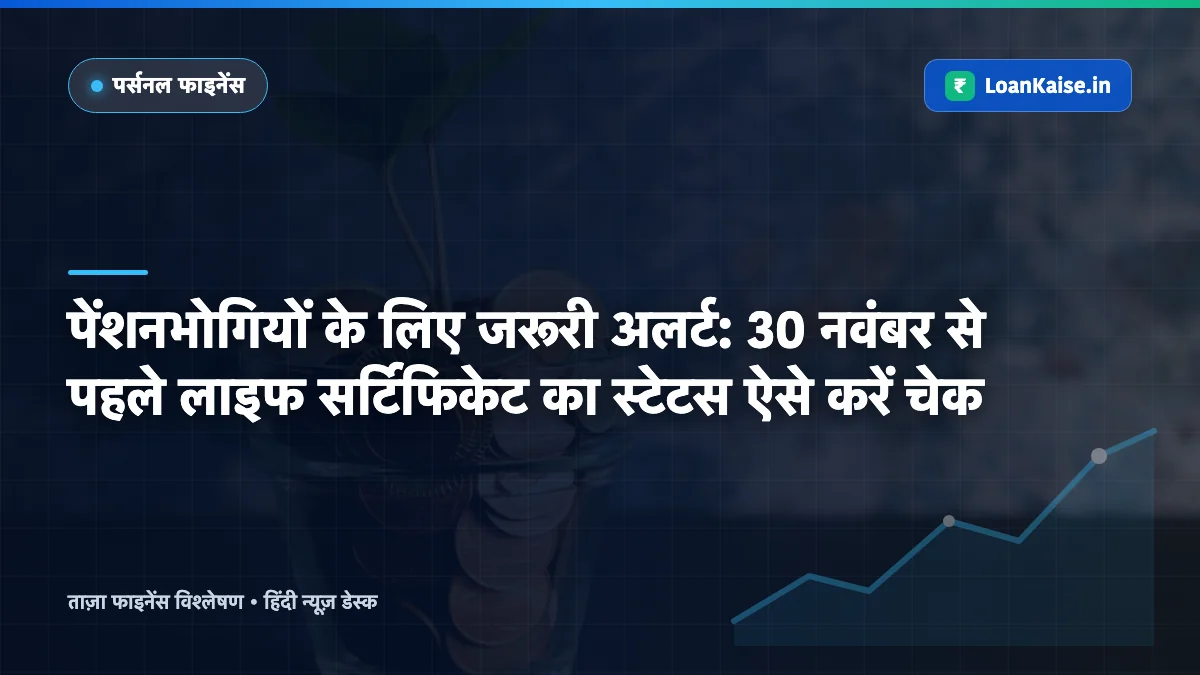 पर्सनल फाइनेंस
₹ LoanKaise.in
पेंशनभोगियों के लिए जरूरी अलर्ट: 30 नवंबर से
पहले लाइफ सर्टिफिकेट का स्टेटस ऐसे करें चेक
ताज़ा फाइनेंस विश्लेषण • हिंदी न्यूज़ डेस्क